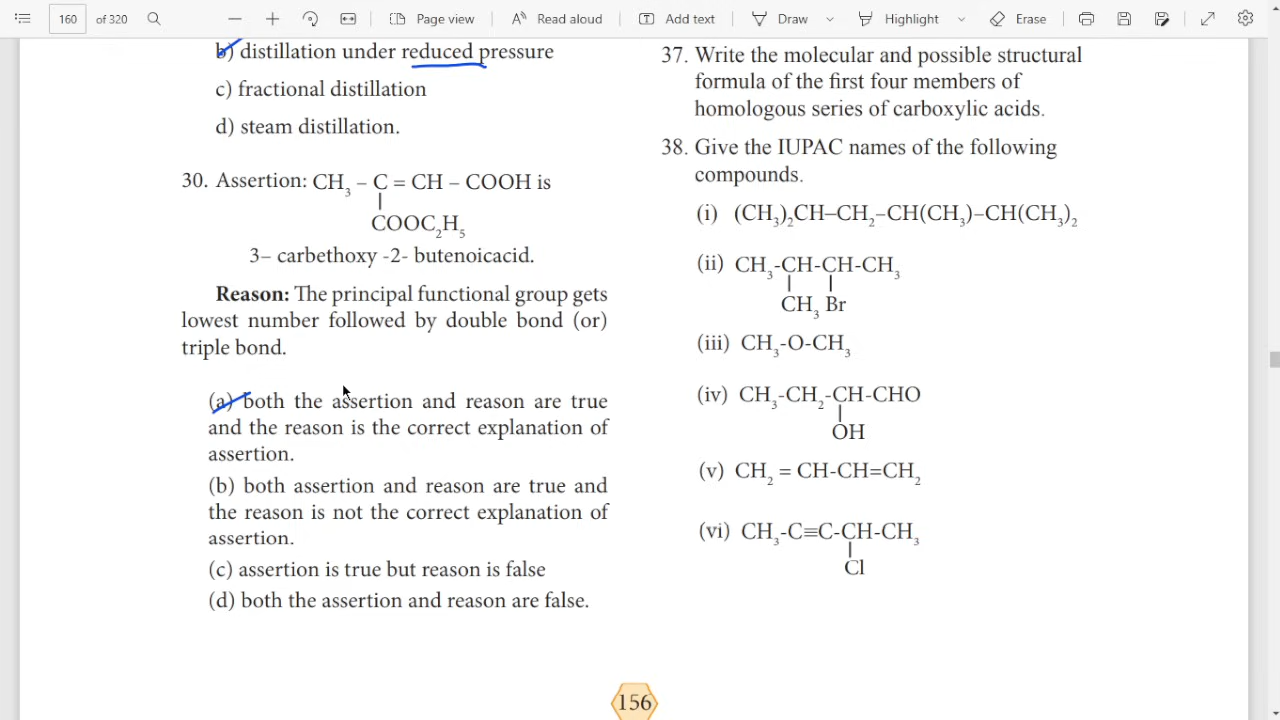 160 of 320 Page view Read aloud Add text Draw Highlight Erase
b) distillation under reduced pressure
c) fractional distillation
d) steam distillation.
30. Assertion: CH₃ – C = CH – COOH is
|
COOC₂H₅
3– carbethoxy -2- butenoicacid.
Reason: The principal functional group gets
lowest number followed by double bond (or)
triple bond.
(a) both the assertion and reason are true
and the reason is the correct explanation of
assertion.
(b) both assertion and reason are true and
the reason is not the correct explanation of
assertion.
(c) assertion is true but reason is false
(d) both the assertion and reason are false.
37. Write the molecular and possible structural
formula of the first four members of
homologous series of carboxylic acids.
38. Give the IUPAC names of the following
compounds.
(i) (CH₃)₂CH–CH₂–CH(CH₃)–CH(CH₃)₂
(ii) CH₃-CH-CH-CH₃
| |
CH₃ Br
(iii) CH₃-O-CH₃
(iv) CH₃-CH₂-CH-CHO
|
OH
(v) CH₂ = CH-CH=CH₂
(vi) CH₃-C≡C-CH-CH₃
|
Cl
156